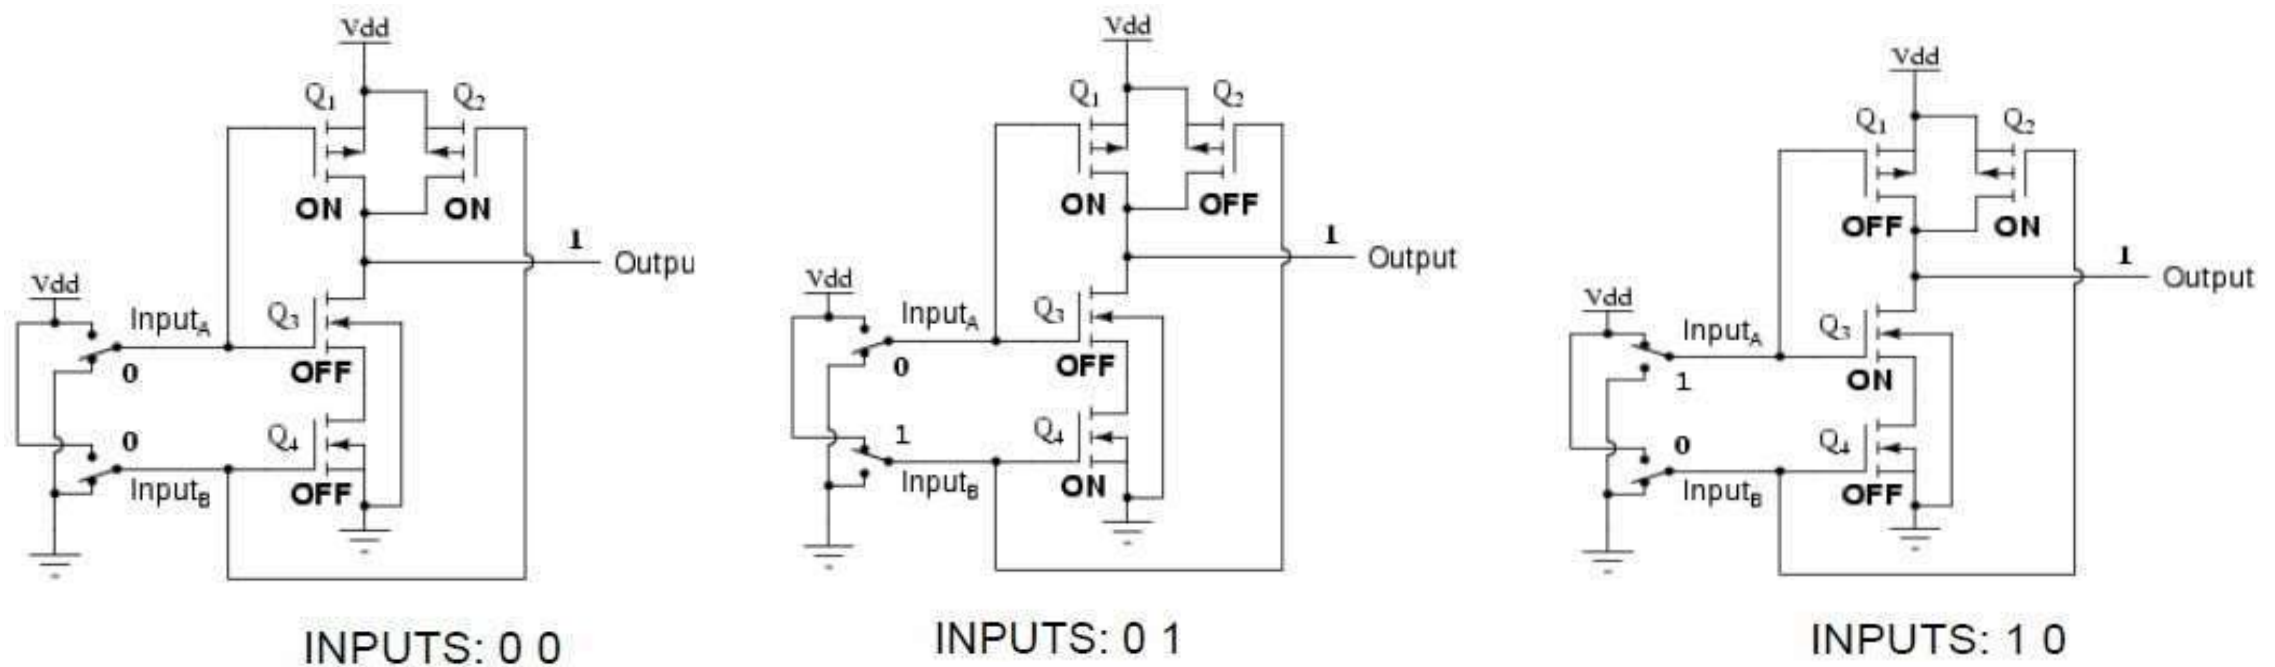 Vdd
Q1 Q2
ON ON
1
Outpu
Vdd
InputA
Q3
0
OFF
0
Q4
InputB
OFF
INPUTS: 0 0
Vdd
Q1 Q2
ON OFF
1
Output
Vdd
InputA
Q3
0
OFF
1
Q4
InputB
ON
INPUTS: 0 1
Vdd
Q1 Q2
OFF ON
1
Output
Vdd
InputA
Q3
1
ON
0
Q4
InputB
OFF
INPUTS: 1 0